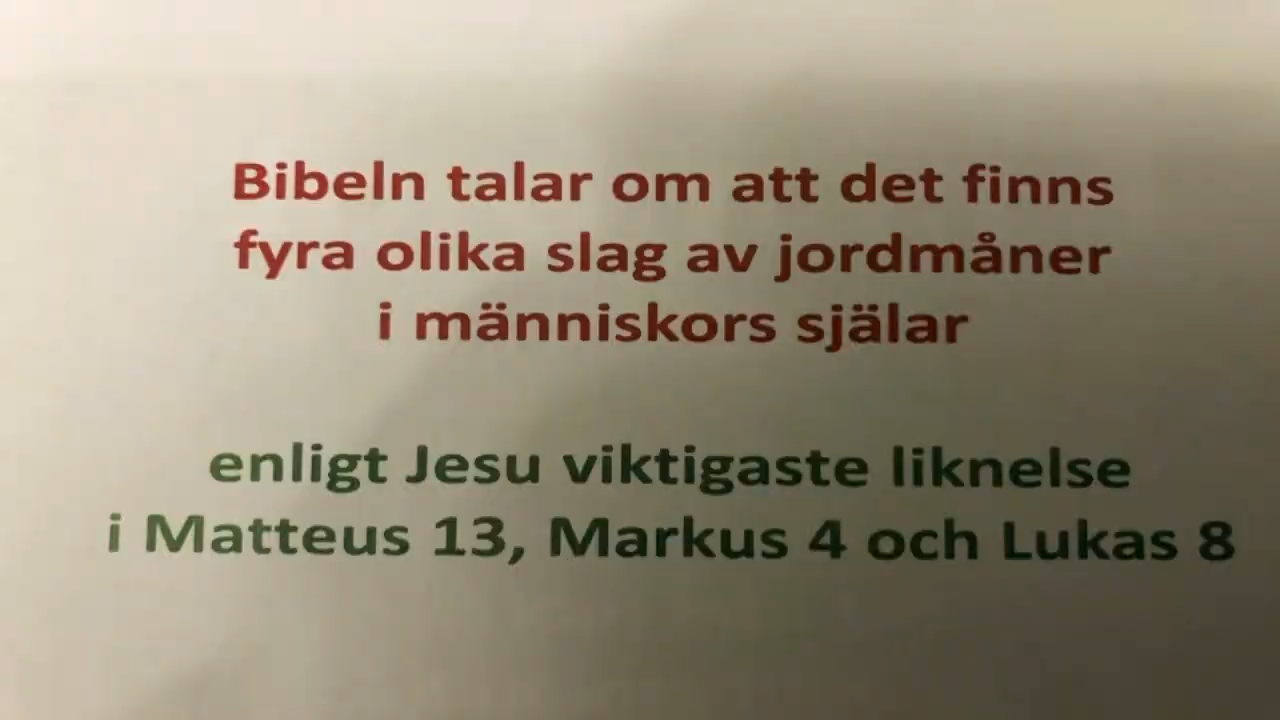 Bibeln talar om att det finns
fyra olika slag av jordmåner
i människors själar
enligt Jesu viktigaste liknelse
i Matteus 13, Markus 4 och Lukas 8